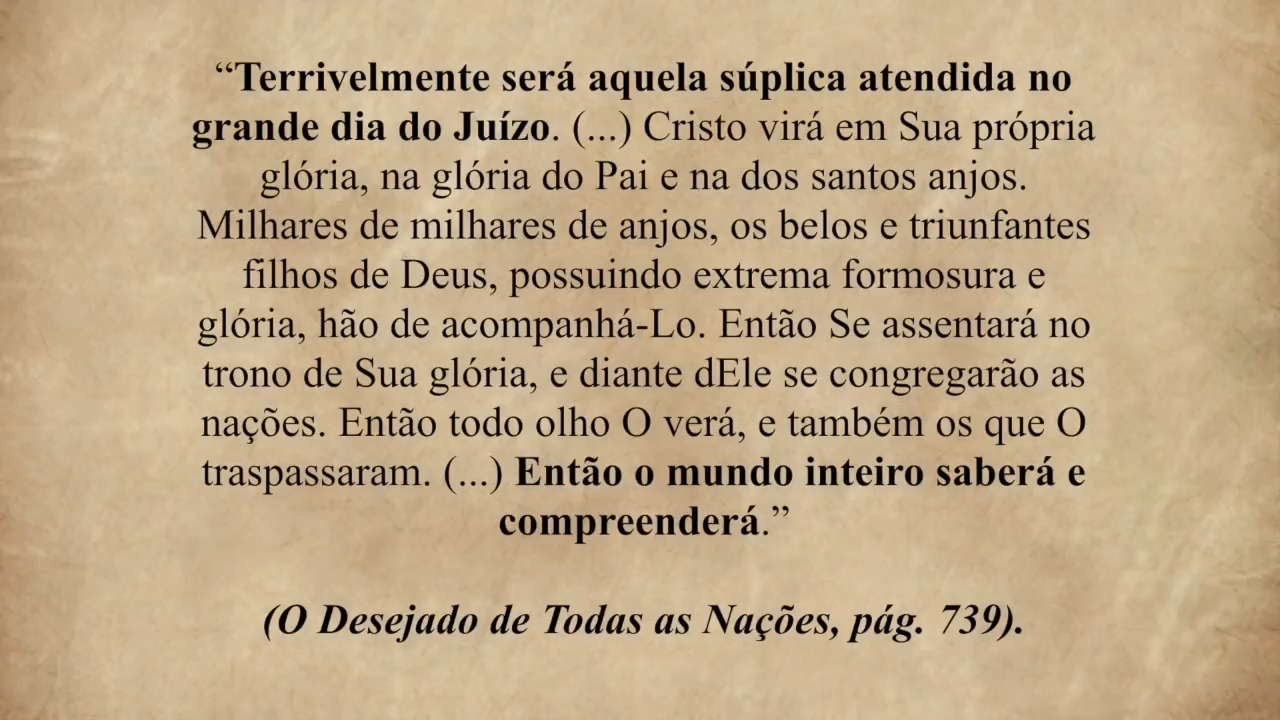 “Terrivelmente será aquela súplica atendida no
grande dia do Juízo. (...) Cristo virá em Sua própria
glória, na glória do Pai e na dos santos anjos.
Milhares de milhares de anjos, os belos e triunfantes
filhos de Deus, possuindo extrema formosura e
glória, hão de acompanhá-Lo. Então Se assentará no
trono de Sua glória, e diante dEle se congregarão as
nações. Então todo olho O verá, e também os que O
traspassaram. (...) Então o mundo inteiro saberá e
compreenderá.”
(O Desejado de Todas as Nações, pág. 739).